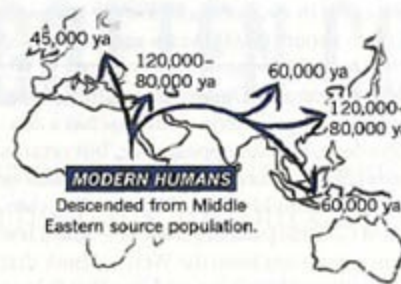 45,000 ya
120,000–
80,000 ya
60,000 ya
120,000–
80,000 ya
60,000 ya
MODERN HUMANS
Descended from Middle
Eastern source population.